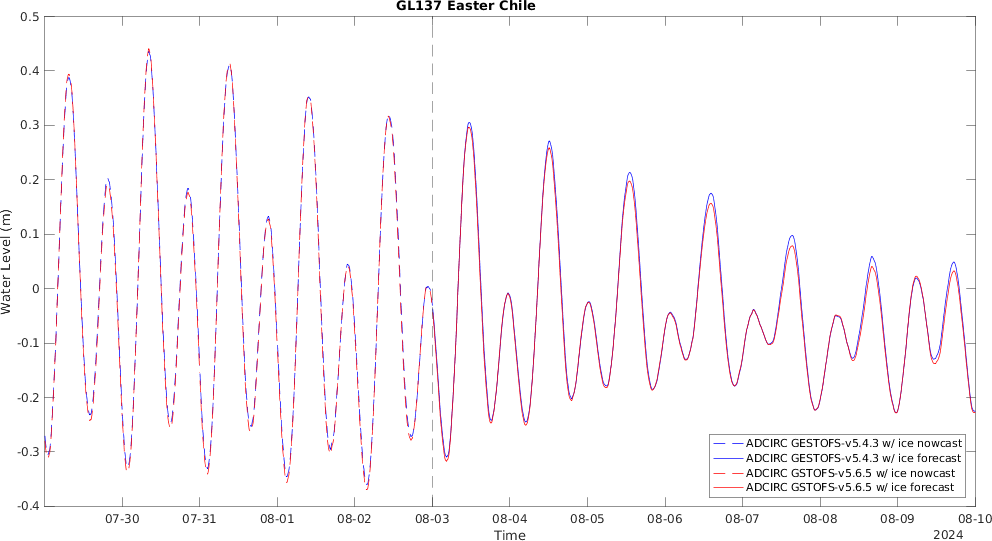 GL137 Easter Chile
0.5
0.4
0.3
0.2
0.1
0
-0.1
-0.2
-0.3
-0.4
Water Level (m)
ADCIRC GESTOFS-v5.4.3 w/ ice nowcast
ADCIRC GESTOFS-v5.4.3 w/ ice forecast
ADCIRC GSTOFS-v5.6.5 w/ ice nowcast
ADCIRC GSTOFS-v5.6.5 w/ ice forecast
07-30 07-31 08-01 08-02 08-03 08-04 08-05 08-06 08-07 08-08 08-09 08-10
Time
2024